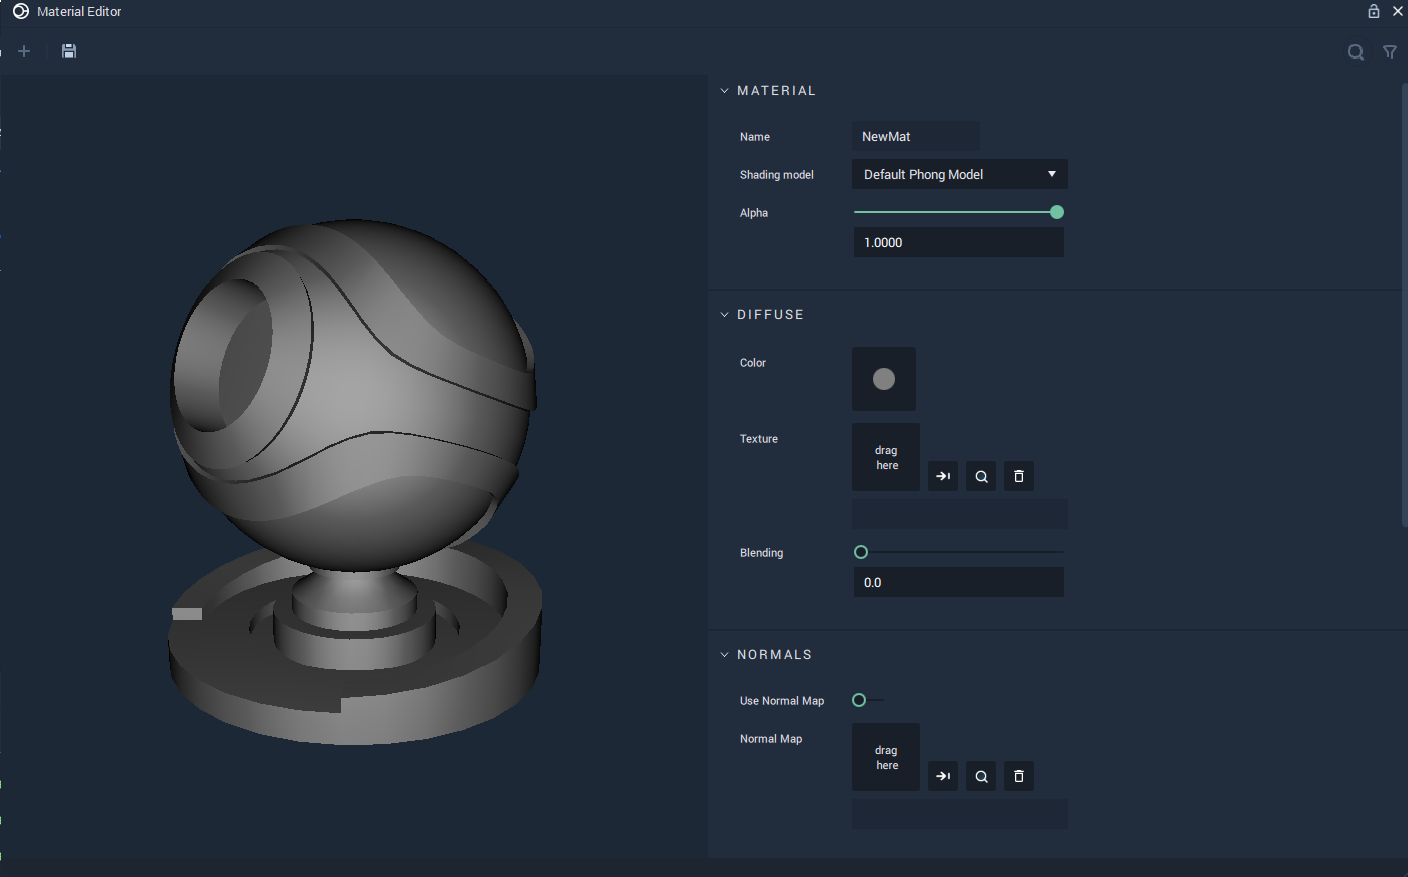 Material Editor
MATERIAL
Name
NewMat
Shading model
Default Phong Model
Alpha
1.0000
DIFFUSE
Color
Texture
drag
here
Blending
0.0
NORMALS
Use Normal Map
Normal Map
drag
here